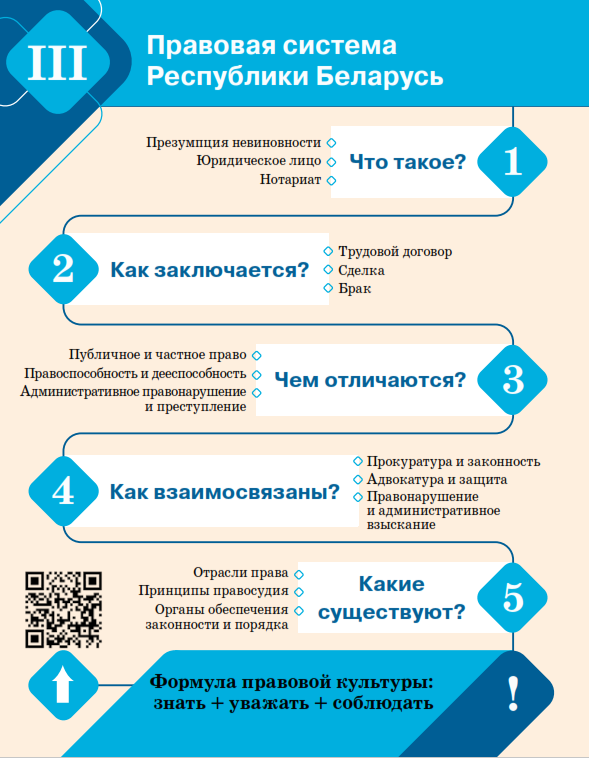 III
Правовая система
Республики Беларусь
Презумпция невиновности
Юридическое лицо
Нотариат
Что такое?
1
2
Как заключается?
Трудовой договор
Сделка
Брак
Публичное и частное право
Правоспособность и дееспособность
Административное правонарушение
и преступление
Чем отличаются?
3
4
Как взаимосвязаны?
Прокуратура и законность
Адвокатура и защита
Правонарушение
и административное
взыскание
Отрасли права
Принципы правосудия
Органы обеспечения
законности и порядка
Какие
существуют?
5
Формула правовой культуры:
знать + уважать + соблюдать
!